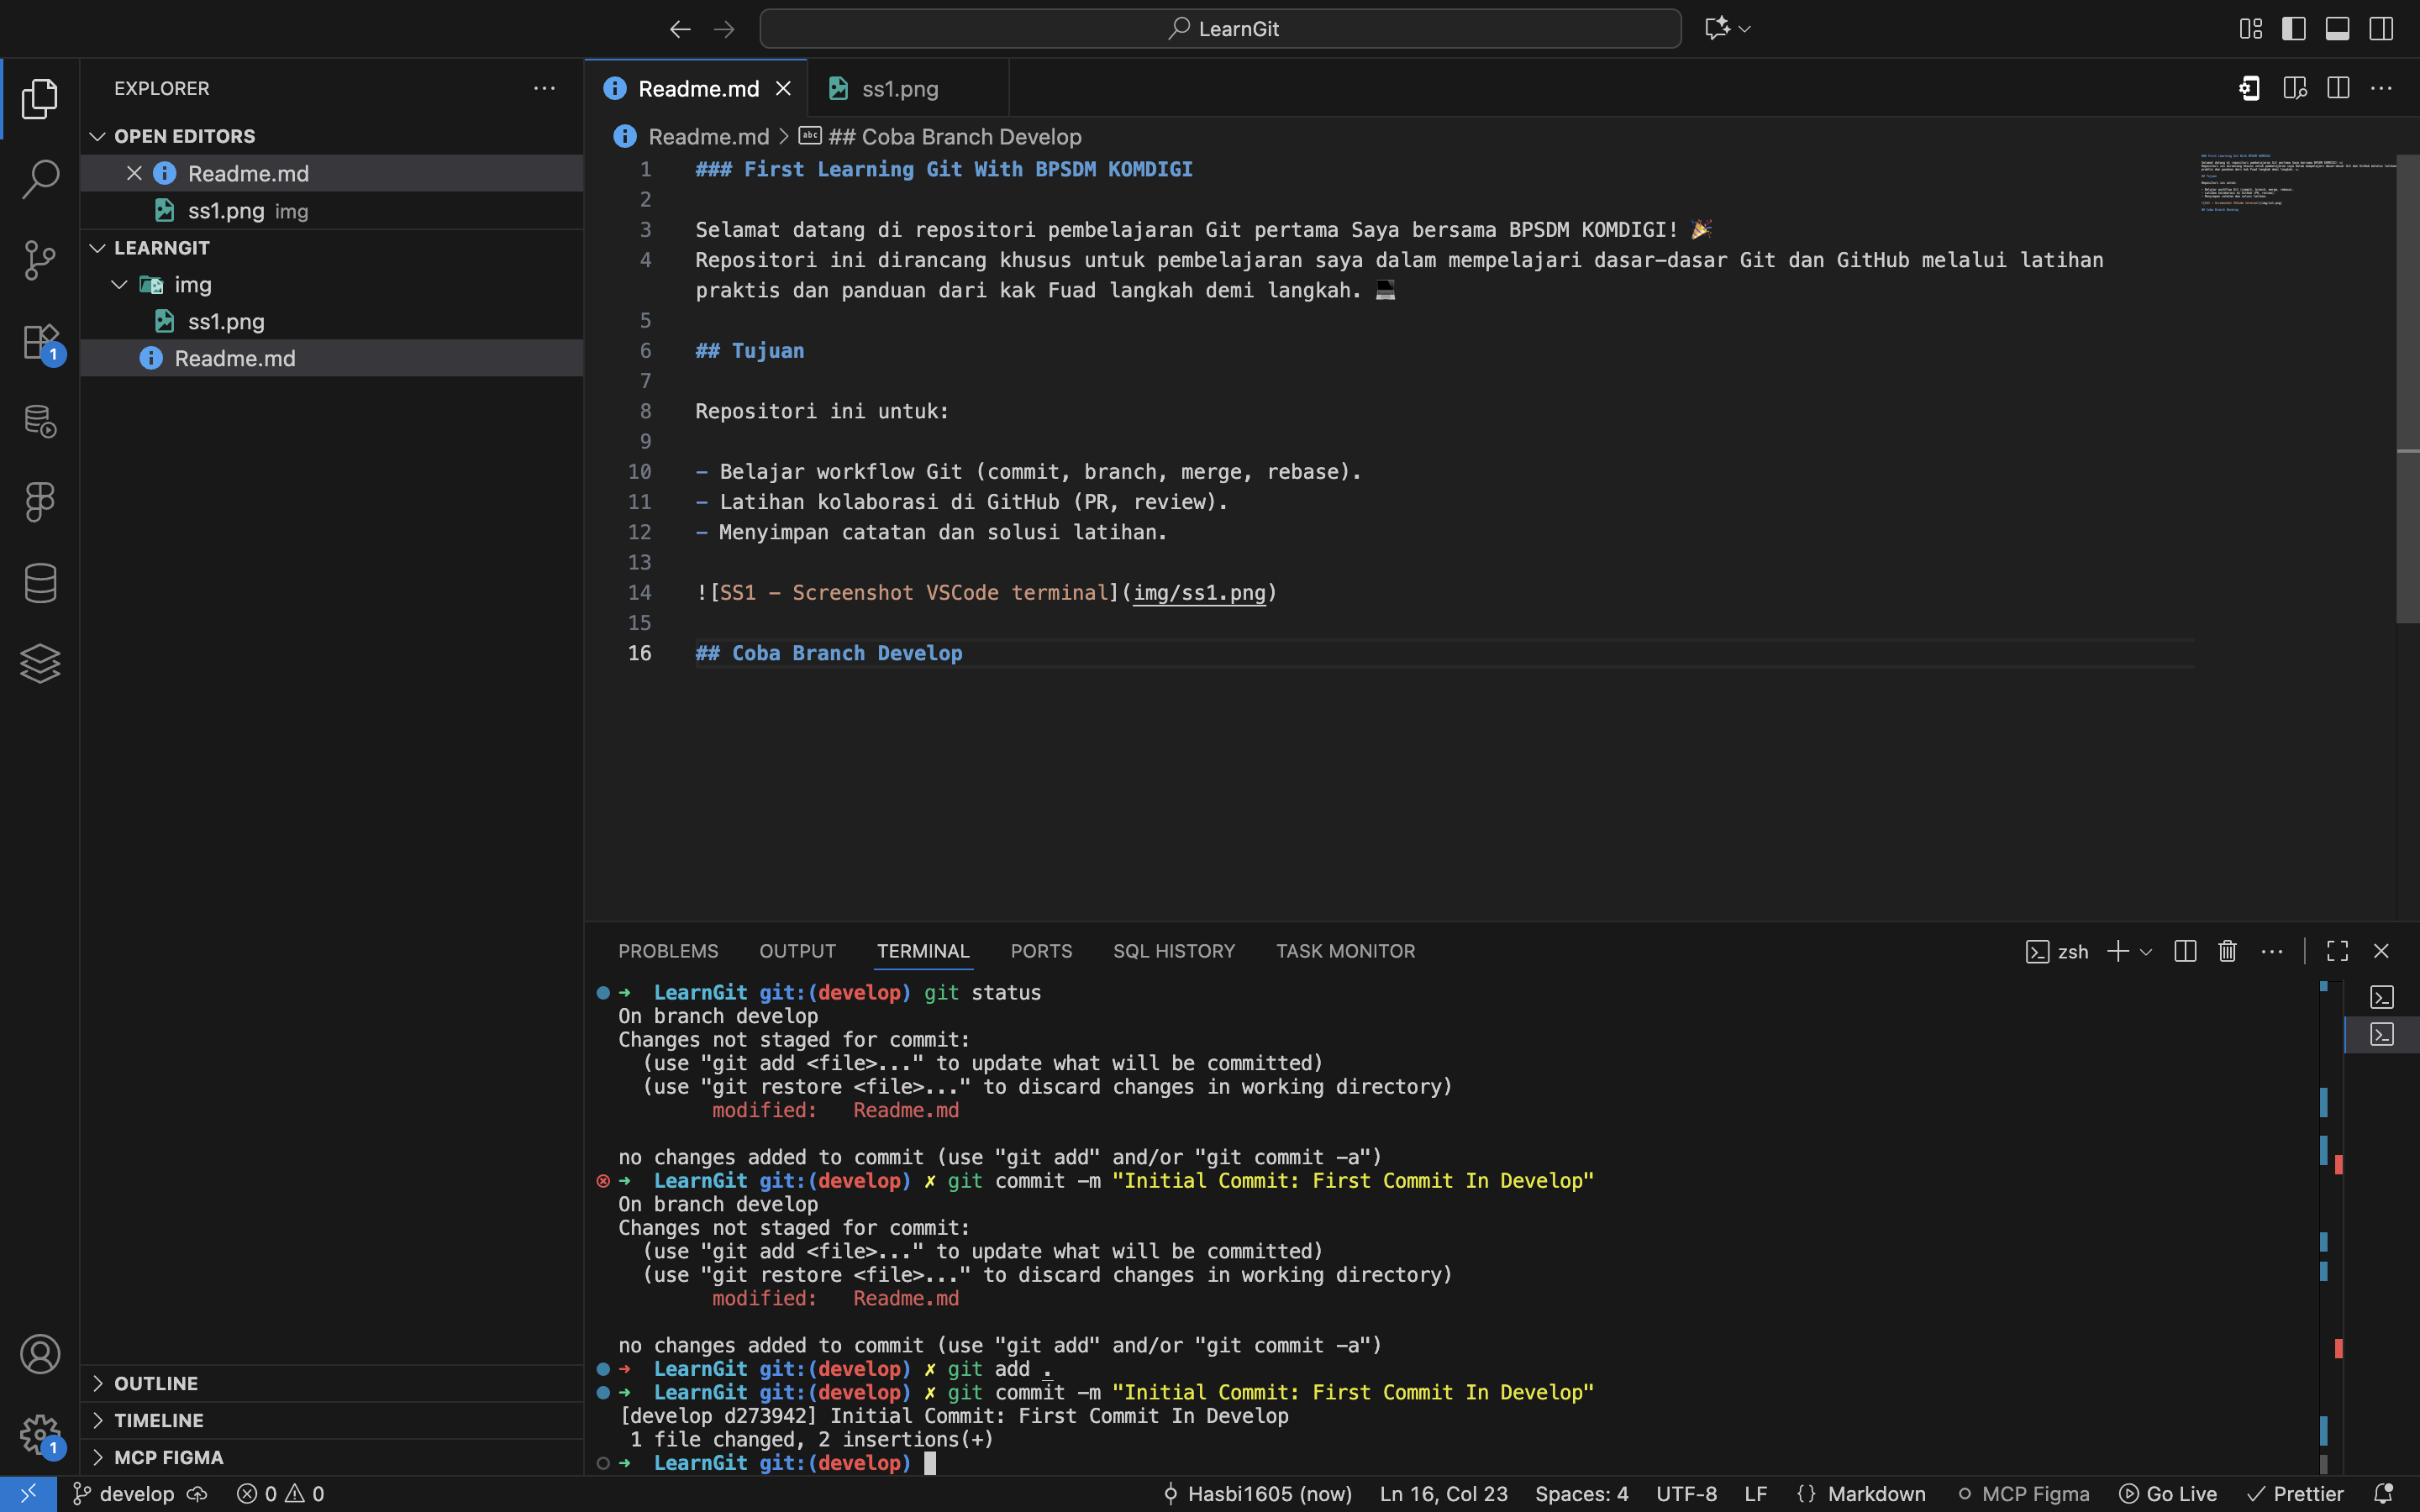 LearnGit
EXPLORER
OPEN EDITORS
Readme.md
ss1.png img
LEARNGIT
img
ss1.png
Readme.md
OUTLINE
TIMELINE
MCP FIGMA
1
1
Readme.md
ss1.png
Readme.md > ## Coba Branch Develop
1 ### First Learning Git With BPSDM KOMDIGI
2
3 Selamat datang di repositori pembelajaran Git pertama Saya bersama BPSDM KOMDIGI! 🎉
4 Repositori ini dirancang khusus untuk pembelajaran saya dalam mempelajari dasar-dasar Git dan GitHub melalui latihan
praktis dan panduan dari kak Fuad langkah demi langkah. 💻
5
6 ## Tujuan
7
8 Repositori ini untuk:
9
10 - Belajar workflow Git (commit, branch, merge, rebase).
11 - Latihan kolaborasi di GitHub (PR, review).
12 - Menyimpan catatan dan solusi latihan.
13
14 ![SS1 - Screenshot VSCode terminal](img/ss1.png)
15
16 ## Coba Branch Develop
PROBLEMS OUTPUT TERMINAL PORTS SQL HISTORY TASK MONITOR
zsh
➜ LearnGit git:(develop) git status
On branch develop
Changes not staged for commit:
(use "git add <file>..." to update what will be committed)
(use "git restore <file>..." to discard changes in working directory)
modified: Readme.md
no changes added to commit (use "git add" and/or "git commit -a")
➜ LearnGit git:(develop) ✗ git commit -m "Initial Commit: First Commit In Develop"
On branch develop
Changes not staged for commit:
(use "git add <file>..." to update what will be committed)
(use "git restore <file>..." to discard changes in working directory)
modified: Readme.md
no changes added to commit (use "git add" and/or "git commit -a")
➜ LearnGit git:(develop) ✗ git add .
➜ LearnGit git:(develop) ✗ git commit -m "Initial Commit: First Commit In Develop"
[develop d273942] Initial Commit: First Commit In Develop
1 file changed, 2 insertions(+)
➜ LearnGit git:(develop)
develop 0 0 Hasbi1605 (now) Ln 16, Col 23 Spaces: 4 UTF-8 LF {} Markdown MCP Figma Go Live Prettier